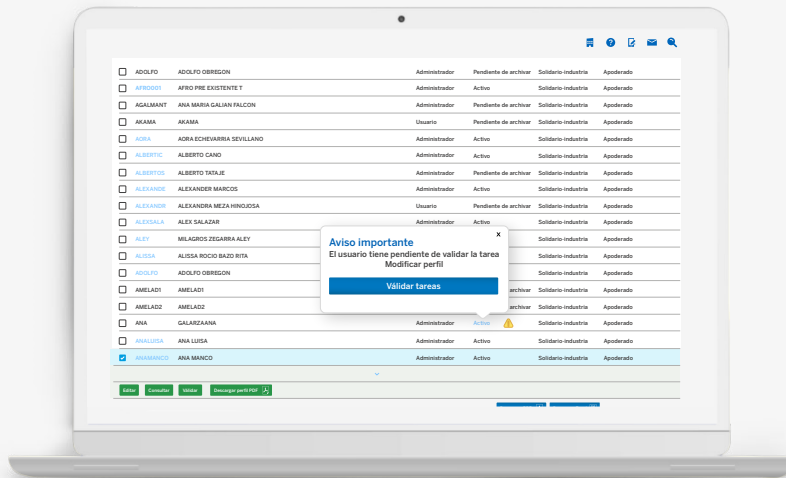 ADOLFO ADOLFO OBREGON Administrador Pendiente de archivar Solidario-industria Apoderado
AFRO001 AFRO PRE EXISTENTE T Administrador Activo Solidario-industria Apoderado
AGALMANT ANA MARIA GALIAN FALCON Administrador Pendiente de archivar Solidario-industria Apoderado
AKAMA AKAMA Usuario Pendiente de archivar Solidario-industria Apoderado
AORA AORA ECHEVARRIA SEVILLANO Administrador Activo Solidario-industria Apoderado
ALBERTIC ALBERTO CANO Administrador Activo Solidario-industria Apoderado
ALBERTOS ALBERTO TATAJE Administrador Pendiente de archivar Solidario-industria Apoderado
ALEXANDE ALEXANDER MARCOS Administrador Activo Solidario-industria Apoderado
ALEXANDR ALEXANDRA MEZA HINOJOSA Usuario Pendiente de archivar Solidario-industria Apoderado
ALEXSALA ALEX SALAZAR Administrador Activo Solidario-industria Apoderado
ALEY MILAGROS ZEGARRA ALEY Solidario-industria Apoderado
ALISSA ALISSA ROCIO BAZO RITA Solidario-industria Apoderado
ADOLFO ADOLFO OBREGON Solidario-industria Apoderado
AMELAD1 AMELAD1 archivar Solidario-industria Apoderado
AMELAD2 AMELAD2 archivar Solidario-industria Apoderado
ANA GALARZAANA Administrador Activo Solidario-industria Apoderado
ANALUISA ANA LUISA Administrador Activo Solidario-industria Apoderado
ANAMANCO ANA MANCO Administrador Activo Solidario-industria Apoderado
x
Aviso importante
El usuario tiene pendiente de validar la tarea
Modificar perfil
Válidar tareas
Editar Consultar Válidar Descargar perfil PDF